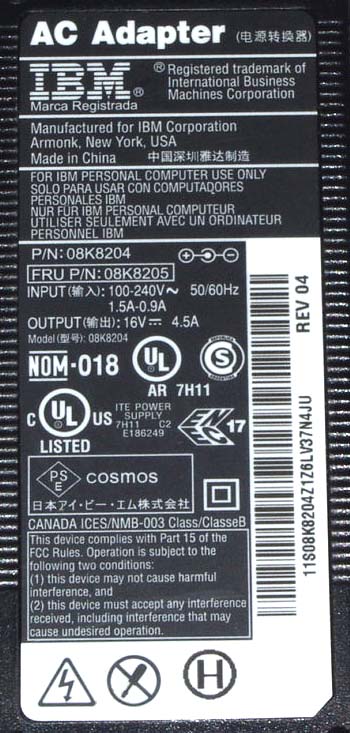 AC Adapter (电源转换器)
IBM ®
Marca Registrada
® Registered trademark of
International Business
Machines Corporation
Manufactured for IBM Corporation
Armonk, New York, USA
Made in China 中国深圳雅达制造
FOR IBM PERSONAL COMPUTER USE ONLY
SOLO PARA USAR CON COMPUTAQORES
PERSONALES IBM
NUR FUR IBM PERSONAL COMPUTER
UTILISER SEULEMENT AVEC UN ORDINATEUR
PERSONNEL IBM
P/N: 08K8204
FRU P/N: 08K8205
INPUT(输入): 100-240V~ 50/60Hz
1.5A-0.9A
OUTPUT(输出): 16V⎓ 4.5A
Model(型号): 08K8204
NOM-018
UL
S
AR 7H11
C UL US
LISTED
ITE POWER
SUPPLY
7H11 C2
E186249
17
PS
E
cosmos
日本アイ・ビー・エム株式会社
CANADA ICES/NMB-003 Class/ClasseB
This device complies with Part 15 of the
FCC Rules. Operation is subject to the
following two conditions:
(1) this device may not cause harmful
interference, and
(2) this device must accept any interference
received, including interference that may
cause undesired operation.
H
REV 04
11S08K8204Z1Z6LV37N4JU